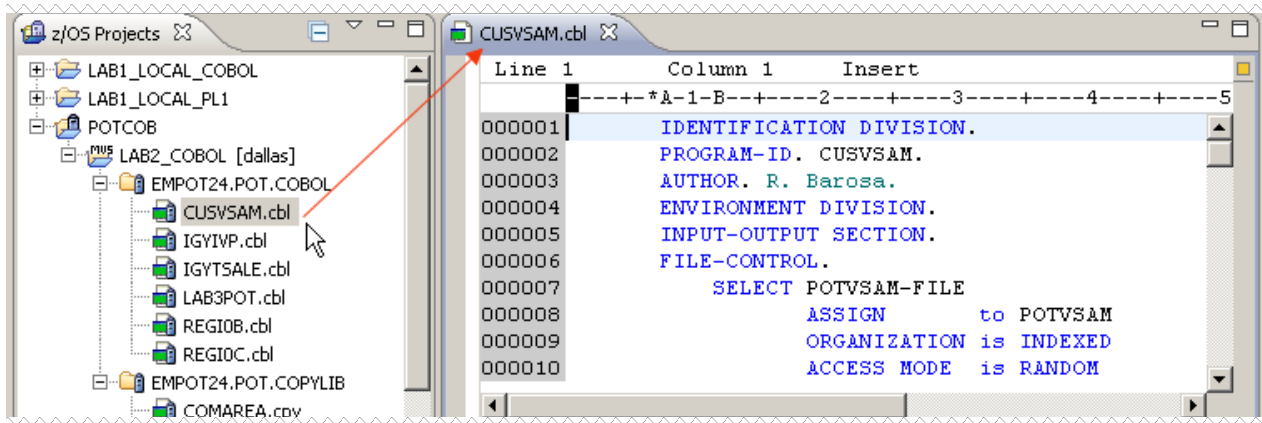 z/OS Projects
LAB1_LOCAL_COBOL
LAB1_LOCAL_PL1
POTCOB
MVS LAB2_COBOL [dallas]
EMPOT24.POT.COBOL
CUSVSAM.cbl
IGYIVP.cbl
IGYTSALE.cbl
LAB3POT.cbl
REGI0B.cbl
REGI0C.cbl
EMPOT24.POT.COPYLIB
COMAREA.cpy
CUSVSAM.cbl
Line 1 Column 1 Insert
----+-*A-1-B--+----2----+----3----+----4----+----5
000001 IDENTIFICATION DIVISION.
000002 PROGRAM-ID. CUSVSAM.
000003 AUTHOR. R. Barosa.
000004 ENVIRONMENT DIVISION.
000005 INPUT-OUTPUT SECTION.
000006 FILE-CONTROL.
000007 SELECT POTVSAM-FILE
000008 ASSIGN to POTVSAM
000009 ORGANIZATION is INDEXED
000010 ACCESS MODE is RANDOM